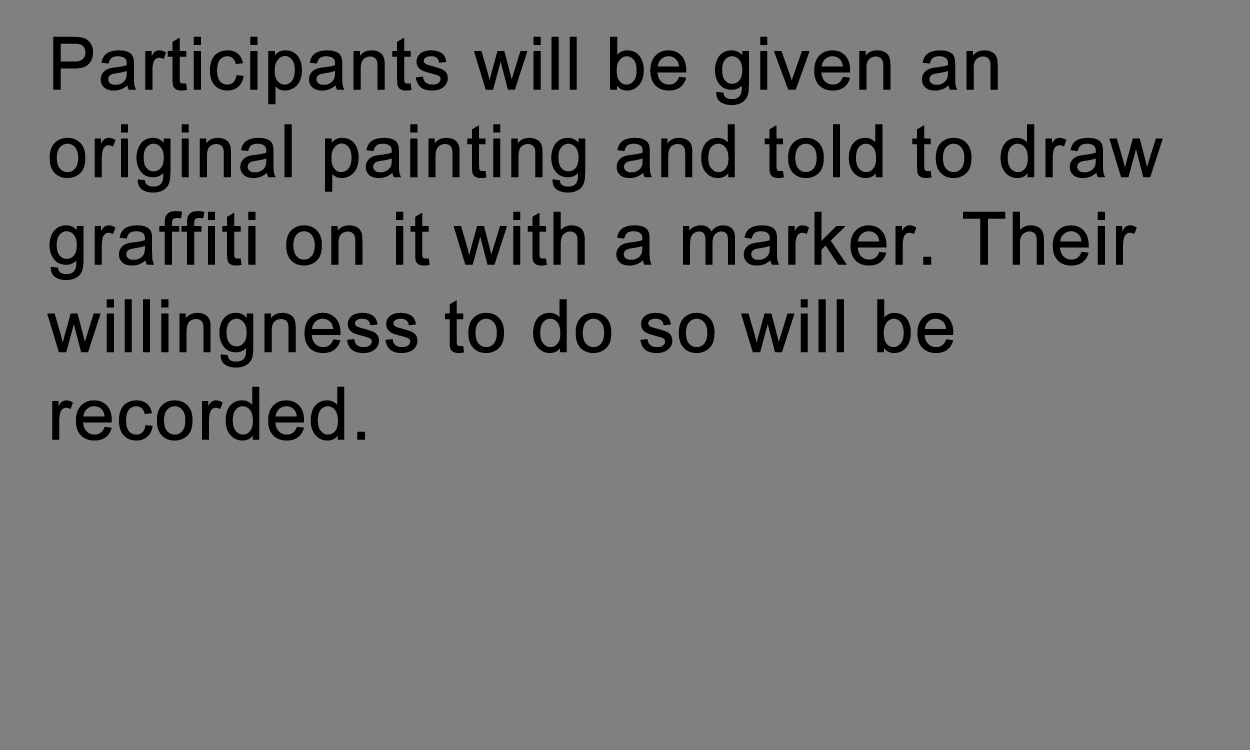 Participants will be given an
original painting and told to draw
graffiti on it with a marker. Their
willingness to do so will be
recorded.